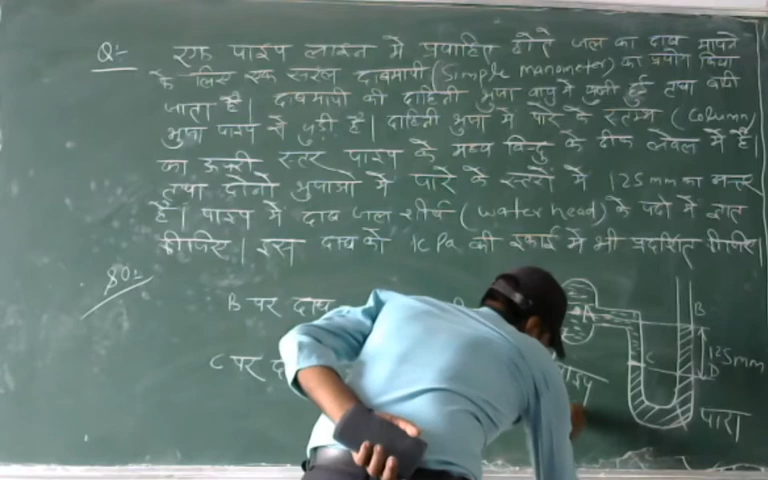 Q:- एक पाइप लाइन में प्रवाहित होते जल का दाब मापने
के लिए एक सरल दाबमापी (Simple manometer) का प्रयोग किया
जाता है। दाबमापी की दाहिनी भुजा वायु में खुली हुई तथा बायी
भुजा पाइप से जुड़ी है। दाहिनी भुजा में पारे के स्तम्भ (Column)
का ऊपरी स्तर पाइप के मध्य बिन्दु के ठीक लेवल में है।
तथा दोनो भुजाओ में पारे के स्तरों में 125 mm का अन्तर
है। पाइप में दाब जल शीर्ष (water head) के पदो में ज्ञात
कीजिए। इस दाब को KPa की इकाई में भी प्रदर्शित कीजिए।
So:-
B पर दाब
A B
C पर
C D 125mm
पारा